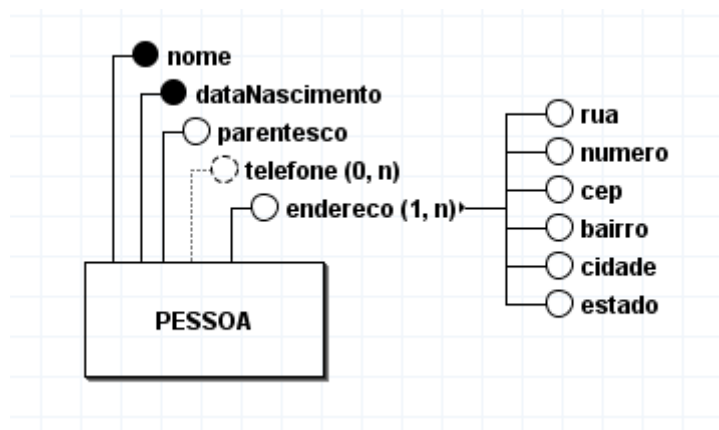 nome
dataNascimento
parentesco
telefone (0, n)
endereco (1, n)
rua
numero
cep
bairro
cidade
estado
PESSOA